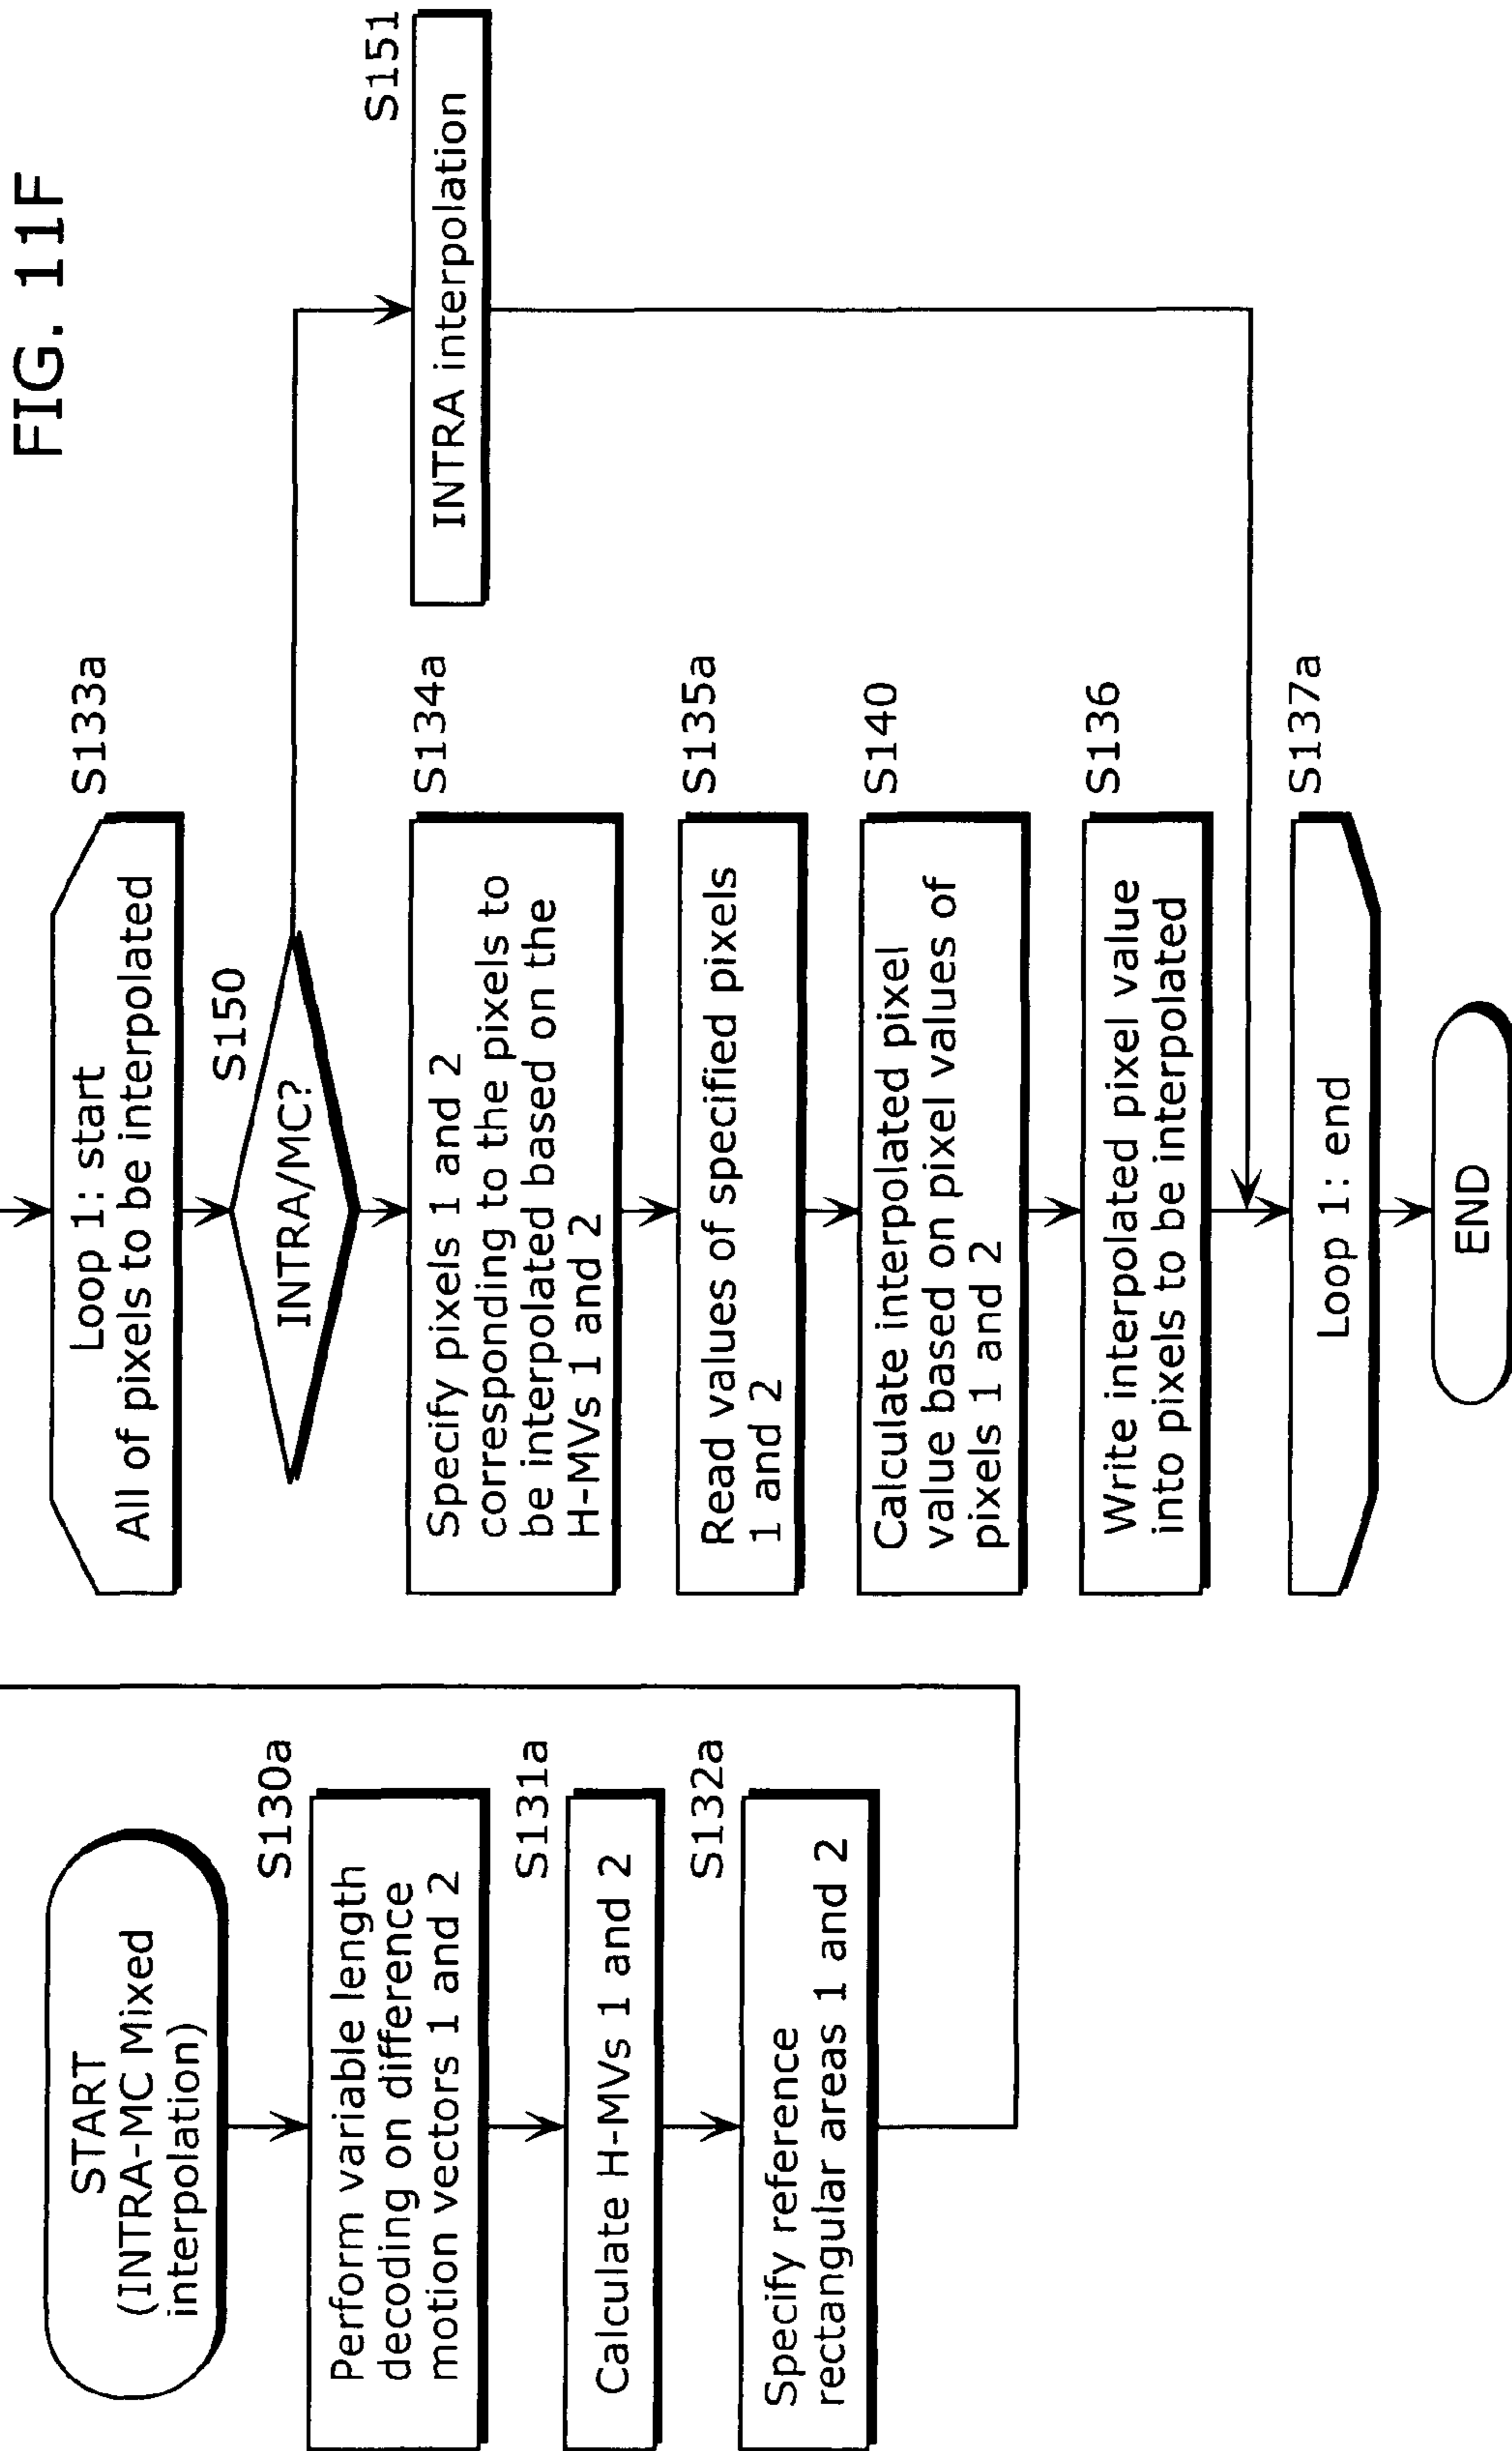 FIG. 11F
START
(INTRA-MC Mixed
interpolation)
S130a
Perform variable length
decoding on difference
motion vectors 1 and 2
S131a
Calculate H-MVs 1 and 2
S132a
Specify reference
rectangular areas 1 and 2
S133a
Loop 1: start
All of pixels to be interpolated
S150
INTRA/MC?
S151
INTRA interpolation
S134a
Specify pixels 1 and 2
corresponding to the pixels to
be interpolated based on the
H-MVs 1 and 2
S135a
Read values of specified pixels
1 and 2
S140
Calculate interpolated pixel
value based on pixel values of
pixels 1 and 2
S136
Write interpolated pixel value
into pixels to be interpolated
S137a
Loop 1: end
END